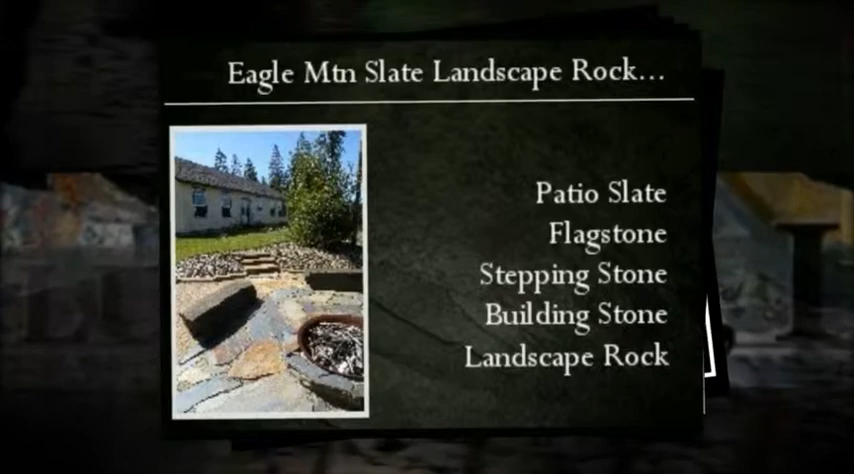 Eagle Mtn Slate Landscape Rock...
Patio Slate
Flagstone
Stepping Stone
Building Stone
Landscape Rock